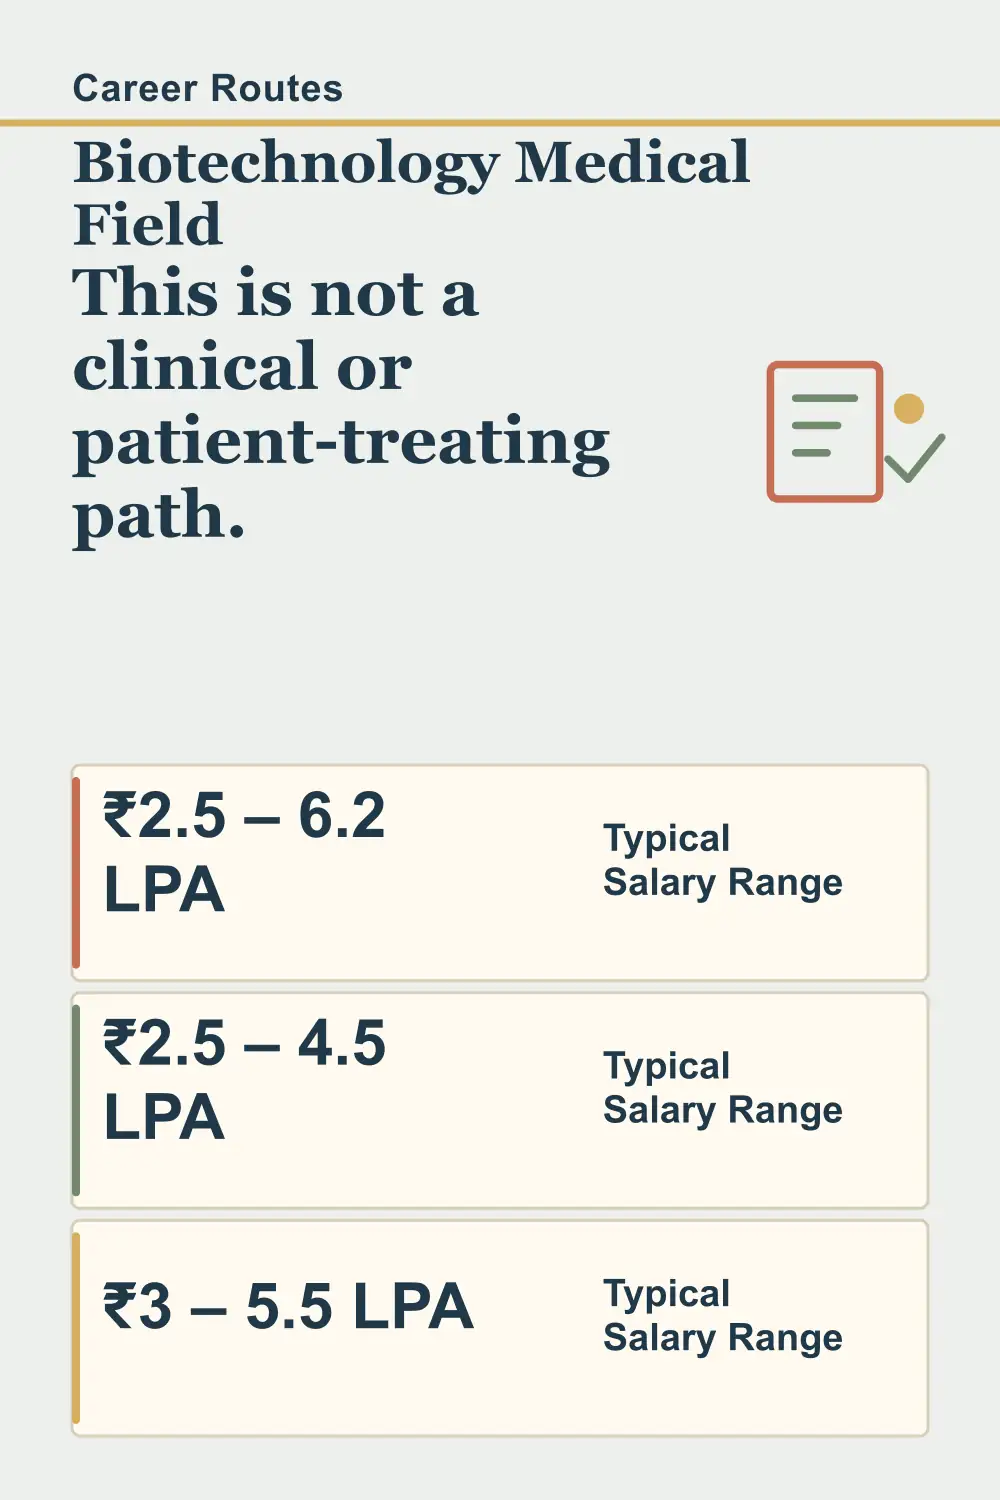 Career Routes
Biotechnology Medical
Field
This is not a
clinical or
patient-treating
path.
₹2.5 – 6.2
LPA
Typical
Salary Range
₹2.5 – 4.5
LPA
Typical
Salary Range
₹3 – 5.5 LPA
Typical
Salary Range